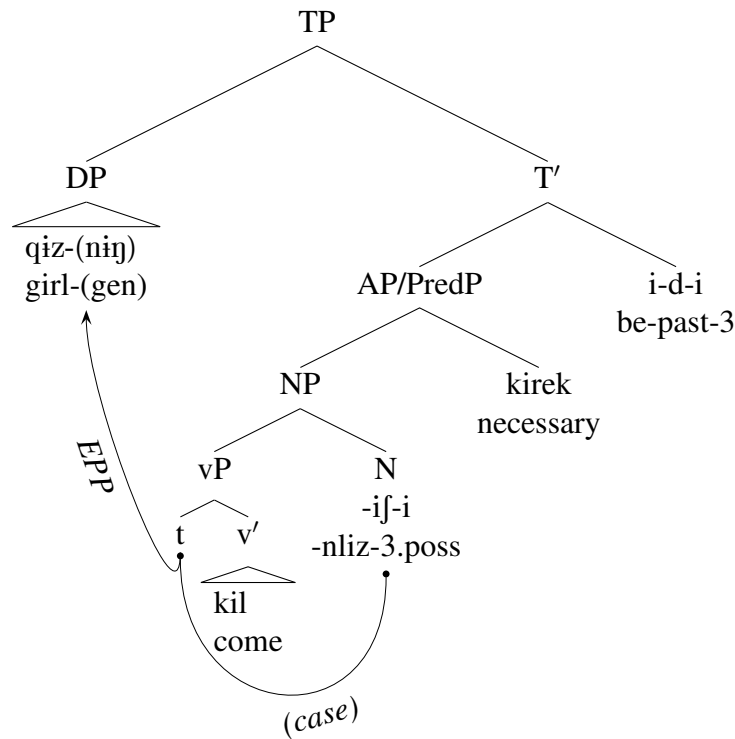 TP
DP T′
qɨz-(nɨŋ)
girl-(gen)
AP/PredP i-d-i
be-past-3
NP kirek
necessary
EPP
vP N
-iʃ-i
-nliz-3.poss
t v′
kil
come
(case)